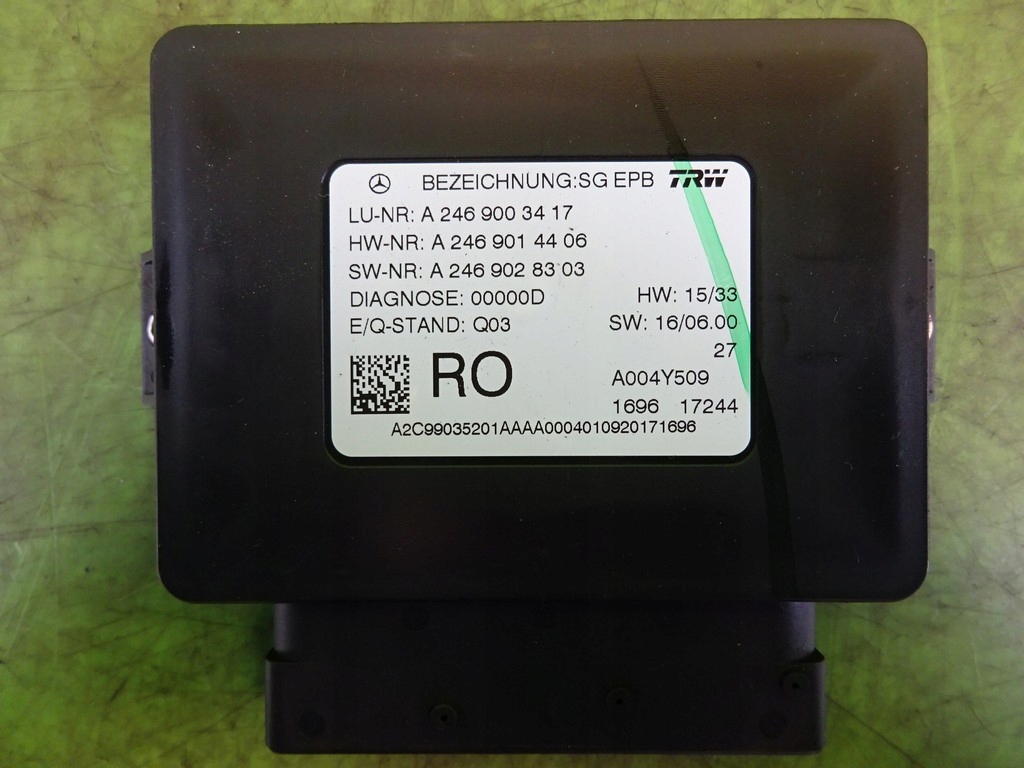 BEZEICHNUNG:SG EPB TRW
LU-NR: A 246 900 34 17
HW-NR: A 246 901 44 06
SW-NR: A 246 902 83 03
DIAGNOSE: 00000D HW: 15/33
E/Q-STAND: Q03 SW: 16/06.00
27
RO A004Y509
1696 17244
A2C99035201AAAA0004010920171696